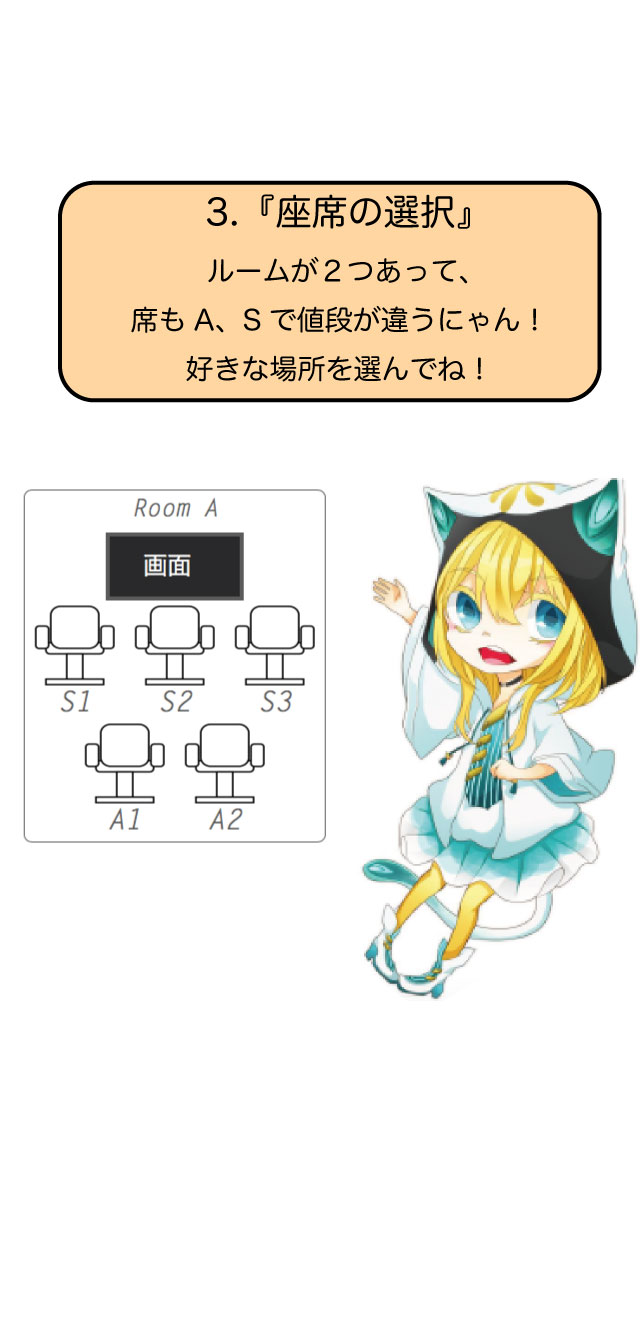 3.『座席の選択』
ルームが２つあって、
席も A、S で値段が違うにゃん！
好きな場所を選んでね！
Room A
画面
S1 S2 S3
A1 A2